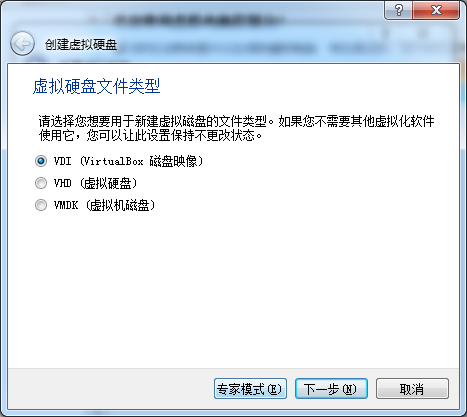 创建虚拟硬盘
虚拟硬盘文件类型
请选择您想要用于新建虚拟磁盘的文件类型。如果您不需要其他虚拟化软件
使用它，您可以让此设置保持不更改状态。
VDI (VirtualBox 磁盘映像)
VHD (虚拟硬盘)
VMDK (虚拟机磁盘)
专家模式(E) 下一步(N) 取消